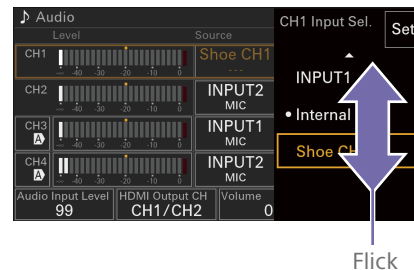 ♪ Audio
Level Source
CH1 Shoe CH1
---
-∞ -40 -30 -20 -10 0
CH2 INPUT2
MIC
-∞ -40 -30 -20 -10 0
CH3 INPUT1
A MIC
-∞ -40 -30 -20 -10 0
CH4 INPUT2
A MIC
-∞ -40 -30 -20 -10 0
Audio Input Level HDMI Output CH Volume
99 CH1/CH2 0
CH1 Input Sel. Set
INPUT1
• Internal
Shoe
Flick